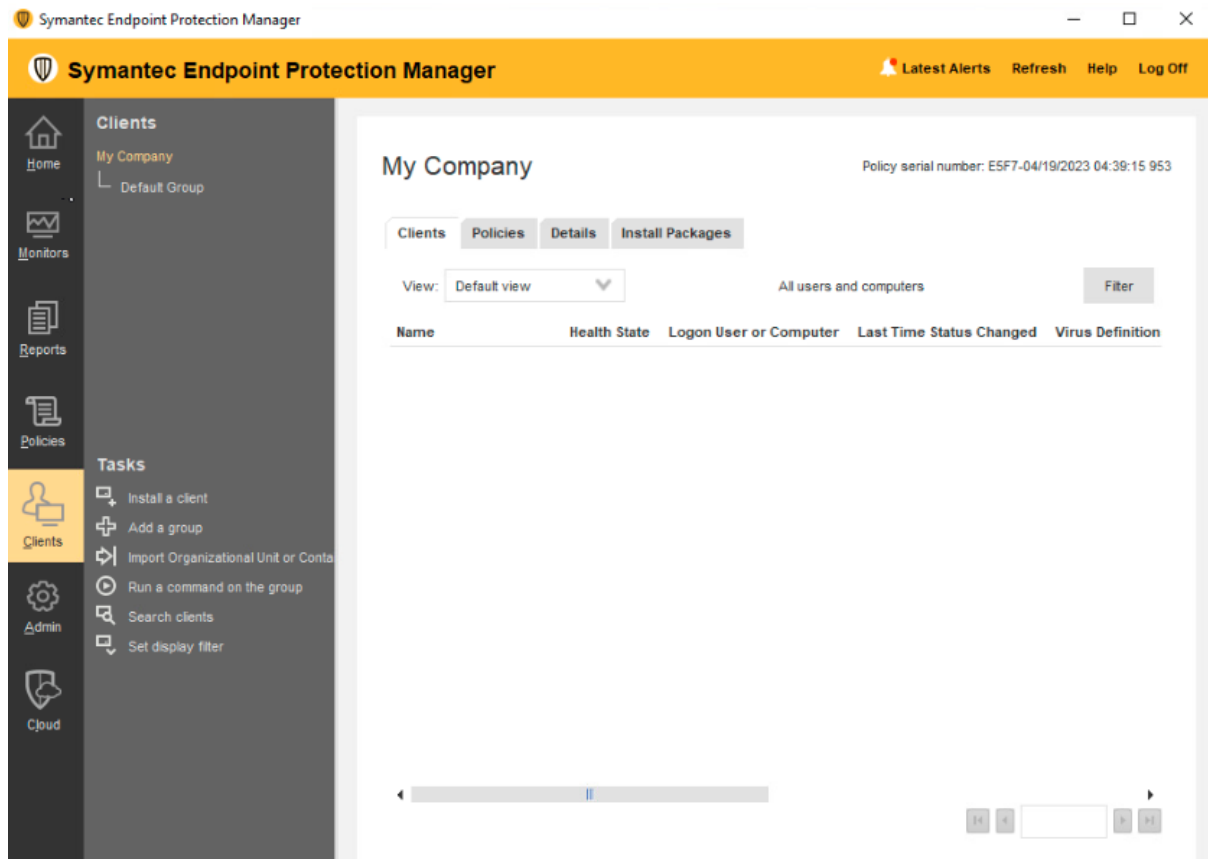 Symantec Endpoint Protection Manager
Symantec Endpoint Protection Manager
Latest Alerts Refresh Help Log Off
Home
Monitors
Reports
Policies
Clients
Admin
Cloud
Clients
My Company
Default Group
Tasks
Install a client
Add a group
Import Organizational Unit or Conta
Run a command on the group
Search clients
Set display filter
My Company
Policy serial number: E5F7-04/19/2023 04:39:15 953
Clients Policies Details Install Packages
View: Default view All users and computers Filter
Name Health State Logon User or Computer Last Time Status Changed Virus Definition